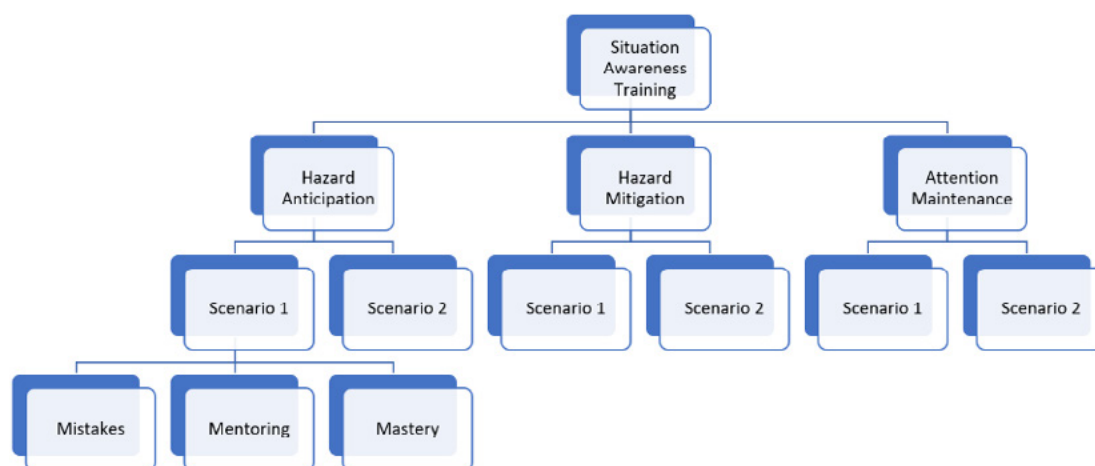 Situation
Awareness
Training
Hazard
Anticipation
Hazard
Mitigation
Attention
Maintenance
Scenario 1
Scenario 2
Scenario 1
Scenario 2
Scenario 1
Scenario 2
Mistakes
Mentoring
Mastery